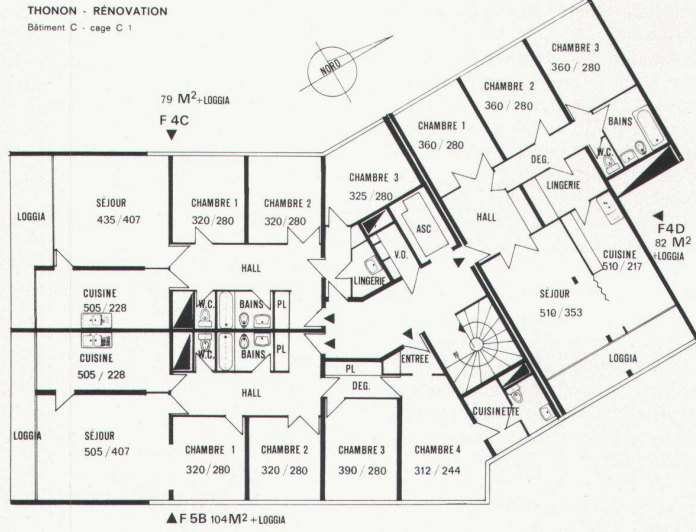 THONON - RÉNOVATION
Bâtiment C - cage C 1
NORD
79 M²+LOGGIA
F 4C
LOGGIA
SÉJOUR
435/407
CHAMBRE 1
320/280
CHAMBRE 2
320/280
CHAMBRE 3
325/280
CUISINE
505/228
HALL
W.C.
BAINS
PL
LINGERIE
V.O.
ASC
CHAMBRE 1
360/280
CHAMBRE 2
360/280
CHAMBRE 3
360/280
BAINS
W.C.
DEG.
LINGERIE
HALL
F4D
82 M²
+LOGGIA
CUISINE
510/217
SÉJOUR
510/353
LOGGIA
CUISINE
505/228
W.C.
BAINS
PL
HALL
PL
DEG.
ENTRÉE
CUISINETTE
LOGGIA
SÉJOUR
505/407
CHAMBRE 1
320/280
CHAMBRE 2
320/280
CHAMBRE 3
390/280
CHAMBRE 4
312/244
F 5B 104 M² + LOGGIA